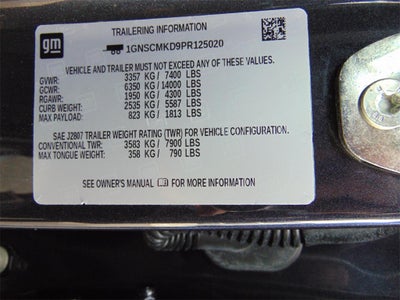 TRAILERING INFORMATION
gm
1GNSCMKD9PR125020
VEHICLE AND TRAILER MUST NOT EXCEED ANY OF THESE VALUES.
GVWR: 3357 KG / 7400 LBS
GCWR: 6350 KG / 14000 LBS
RGAWR: 1950 KG / 4300 LBS
CURB WEIGHT: 2535 KG / 5587 LBS
MAX PAYLOAD: 823 KG / 1813 LBS
SAE J2807 TRAILER WEIGHT RATING (TWR) FOR VEHICLE CONFIGURATION.
CONVENTIONAL TWR: 3583 KG / 7900 LBS
MAX TONGUE WEIGHT: 358 KG / 790 LBS
SEE OWNER'S MANUAL FOR MORE INFORMATION